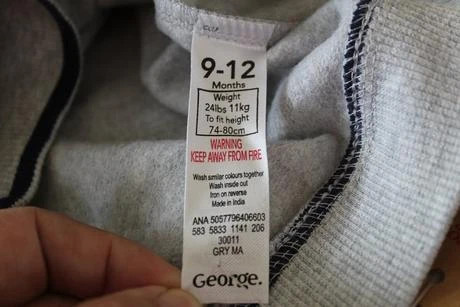 9-12
Months
Weight
24lbs 11kg
To fit height
74-80cm
WARNING
KEEP AWAY FROM FIRE
Wash similar colours together
Wash inside out
Iron on reverse
Made in India
ANA 5057796406603
583 5833 1141 206
30011
GRY MA
George.